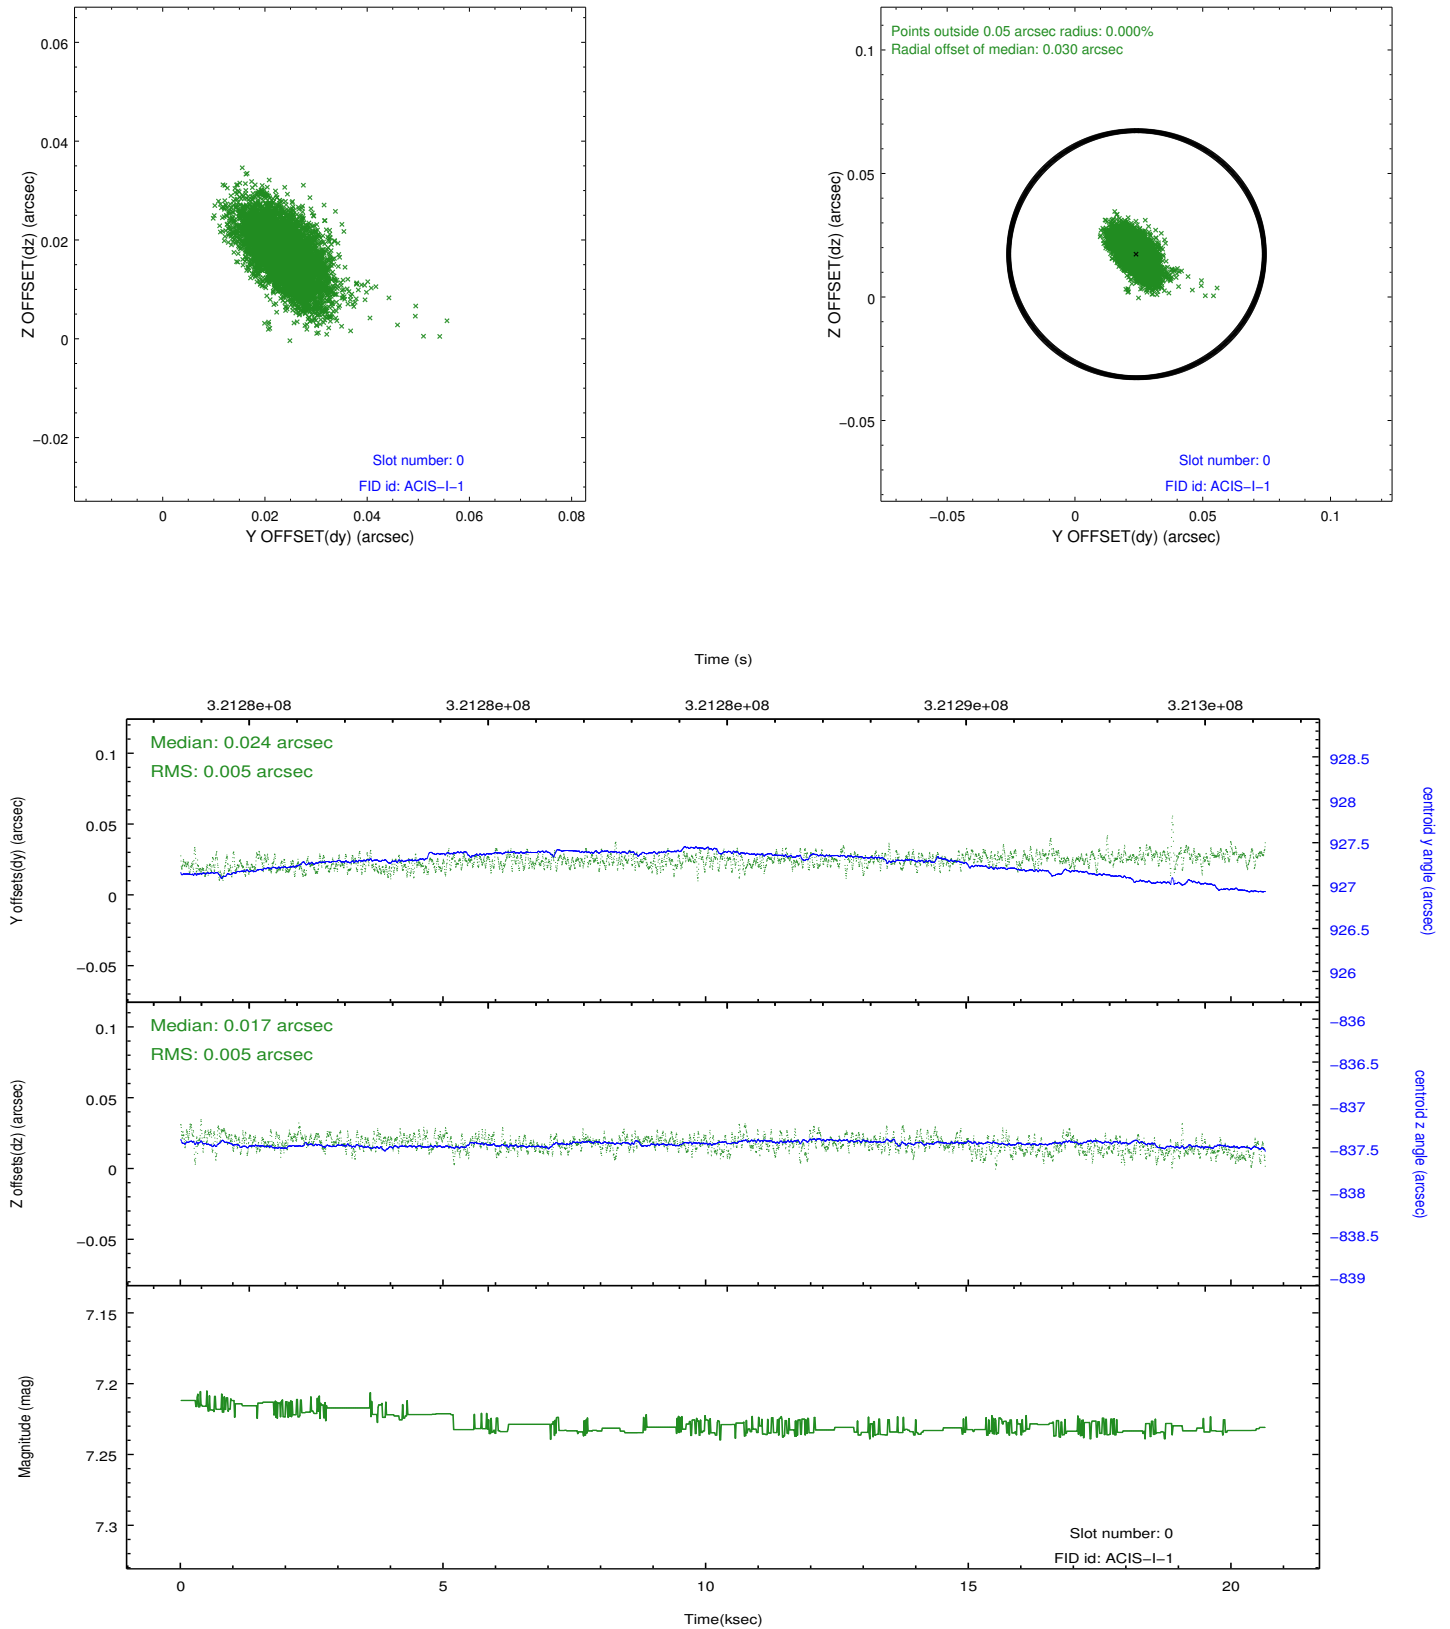 0.06
0.04
0.02
0
−0.02
Z OFFSET(dz) (arcsec)
Slot number: 0
FID id: ACIS−I−1
0
0.02
0.04
0.06
0.08
Y OFFSET(dy) (arcsec)
Points outside 0.05 arcsec radius: 0.000%
Radial offset of median: 0.030 arcsec
0.1
0.05
0
−0.05
Z OFFSET(dz) (arcsec)
Slot number: 0
FID id: ACIS−I−1
−0.05
0
0.05
0.1
Y OFFSET(dy) (arcsec)
Time (s)
3.2128e+08
3.2128e+08
3.2128e+08
3.2129e+08
3.213e+08
Median: 0.024 arcsec
RMS: 0.005 arcsec
0.1
0.05
0
−0.05
Y offsets(dy) (arcsec)
928.5
928
927.5
927
926.5
926
centroid y angle (arcsec)
Median: 0.017 arcsec
RMS: 0.005 arcsec
0.1
0.05
0
−0.05
Z offsets(dz) (arcsec)
−836
−836.5
−837
−837.5
−838
−838.5
−839
centroid z angle (arcsec)
7.15
7.2
7.25
7.3
Magnitude (mag)
Slot number: 0
FID id: ACIS−I−1
0
5
10
15
20
Time(ksec)